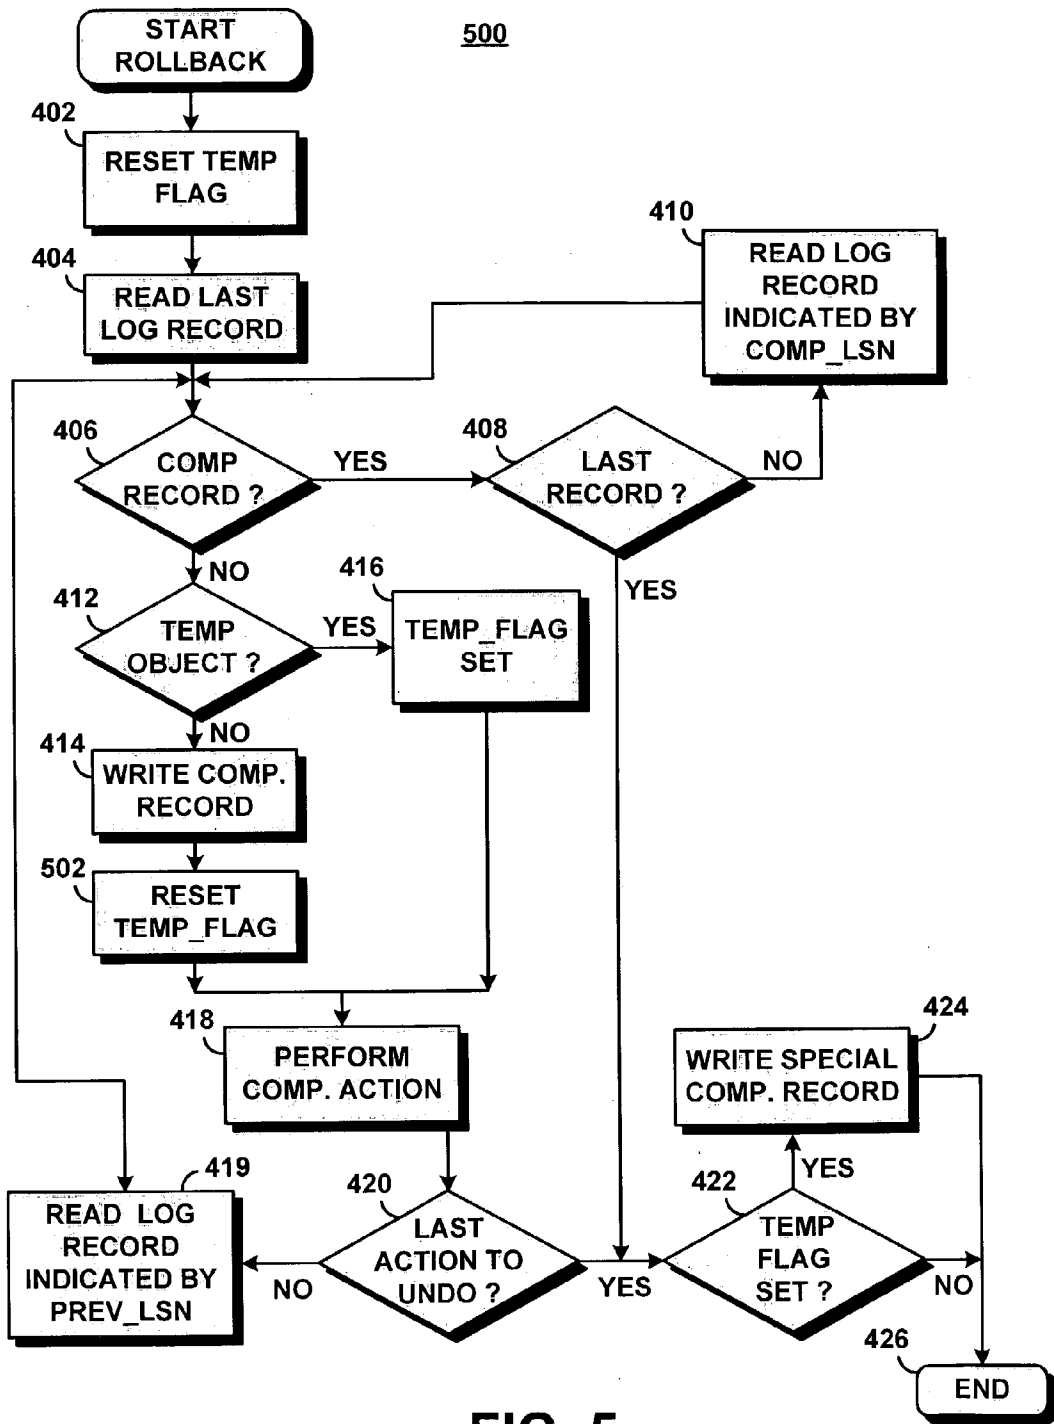 START
ROLLBACK
500
402
RESET TEMP
FLAG
404
READ LAST
LOG RECORD
410
READ LOG
RECORD
INDICATED BY
COMP_LSN
406
COMP
RECORD ?
YES
408
LAST
RECORD ?
NO
YES
NO
412
TEMP
OBJECT ?
YES
416
TEMP_FLAG
SET
NO
414
WRITE COMP.
RECORD
502
RESET
TEMP_FLAG
418
PERFORM
COMP. ACTION
424
WRITE SPECIAL
COMP. RECORD
419
READ LOG
RECORD
INDICATED BY
PREV_LSN
NO
420
LAST
ACTION TO
UNDO ?
YES
422
TEMP
FLAG
SET ?
YES
NO
426
END
FIG. 5